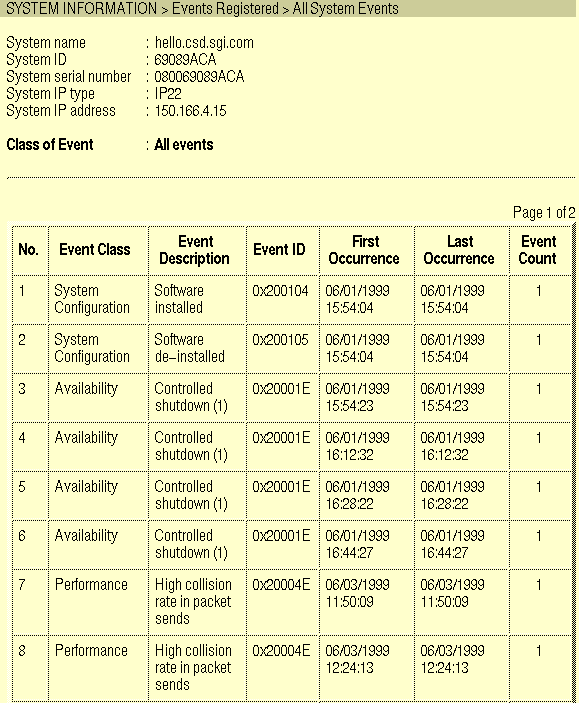 SYSTEM INFORMATION > Events Registered > All System Events
System name : hello.csd.sgi.com
System ID : 69089ACA
System serial number : 080069089ACA
System IP type : IP22
System IP address : 150.166.4.15
Class of Event : All events
Page 1 of 2
No. Event Class Event Description Event ID First Occurrence Last Occurrence Event Count
1 System Configuration Software installed 0x200104 06/01/1999 15:54:04 06/01/1999 15:54:04 1
2 System Configuration Software de-installed 0x200105 06/01/1999 15:54:04 06/01/1999 15:54:04 1
3 Availability Controlled shutdown (1) 0x20001E 06/01/1999 15:54:23 06/01/1999 15:54:23 1
4 Availability Controlled shutdown (1) 0x20001E 06/01/1999 16:12:32 06/01/1999 16:12:32 1
5 Availability Controlled shutdown (1) 0x20001E 06/01/1999 16:28:22 06/01/1999 16:28:22 1
6 Availability Controlled shutdown (1) 0x20001E 06/01/1999 16:44:27 06/01/1999 16:44:27 1
7 Performance High collision rate in packet sends 0x20004E 06/03/1999 11:50:09 06/03/1999 11:50:09 1
8 Performance High collision rate in packet sends 0x20004E 06/03/1999 12:24:13 06/03/1999 12:24:13 1